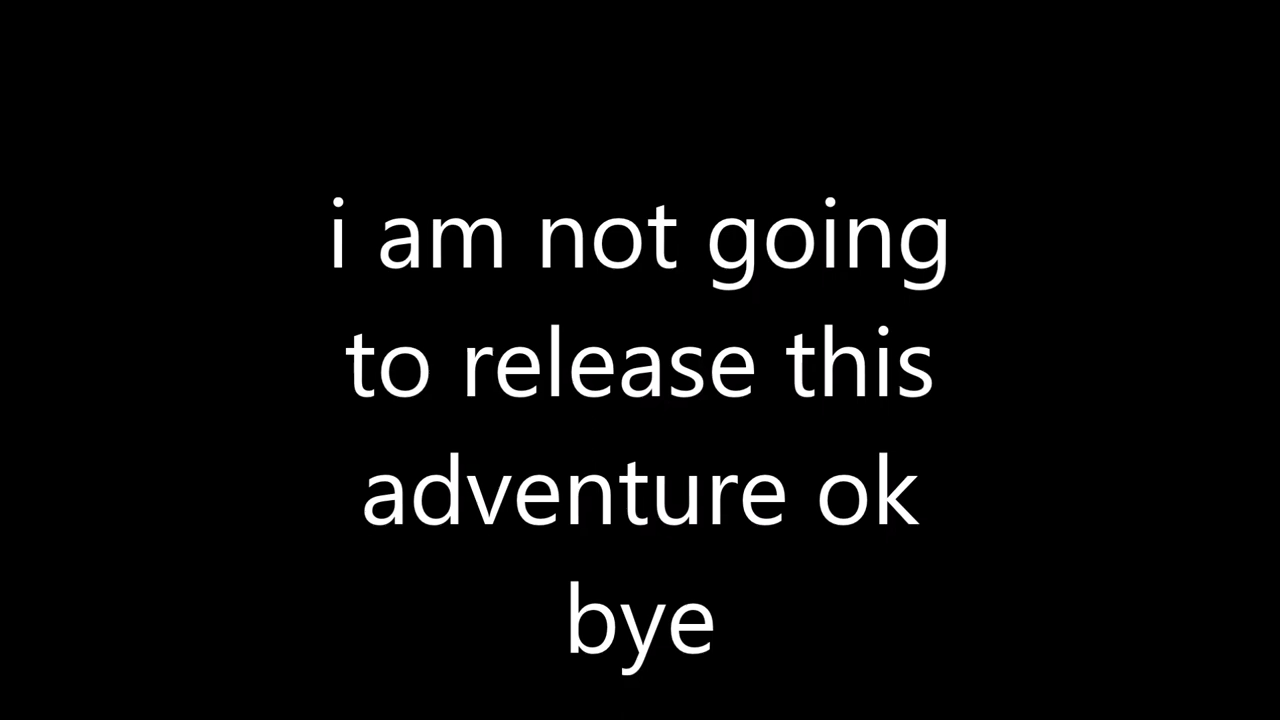 i am not going
to release this
adventure ok
bye